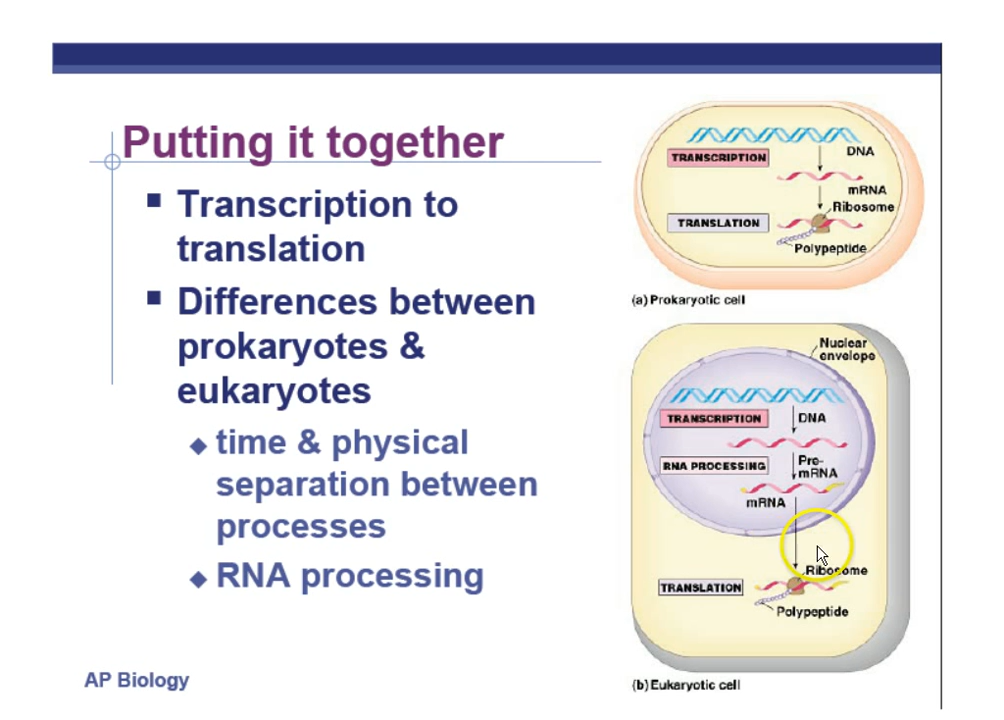 Putting it together
Transcription to
translation
Differences between
prokaryotes &
eukaryotes
time & physical
separation between
processes
RNA processing
AP Biology
TRANSCRIPTION
DNA
mRNA
Ribosome
TRANSLATION
Polypeptide
(a) Prokaryotic cell
Nuclear
envelope
TRANSCRIPTION
DNA
RNA PROCESSING
Pre-
mRNA
mRNA
Ribosome
TRANSLATION
Polypeptide
(b) Eukaryotic cell